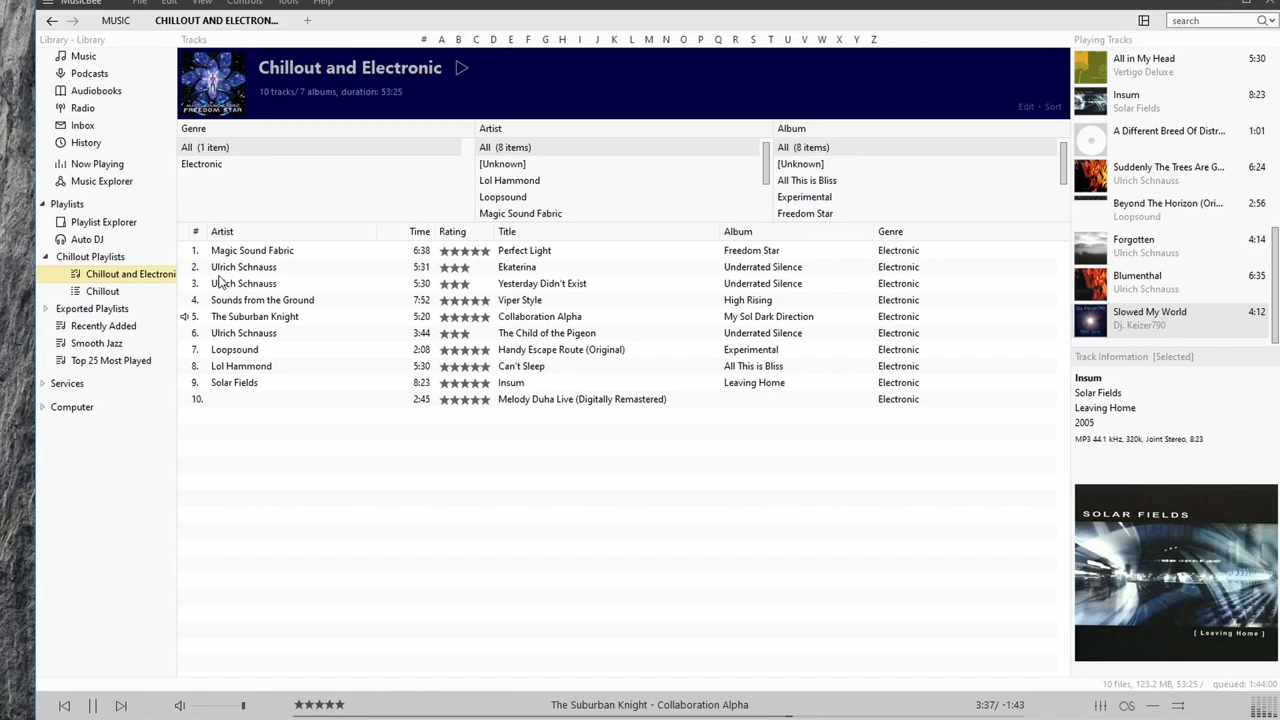 MusicBee File Edit View Controls Tools Help
MUSIC CHILLOUT AND ELECTRON... + search
Library - Library
Music
Podcasts
Audiobooks
Radio
Inbox
History
Now Playing
Music Explorer
Playlists
Playlist Explorer
Auto DJ
Chillout Playlists
Chillout and Electroni
Chillout
Exported Playlists
Recently Added
Smooth Jazz
Top 25 Most Played
Services
Computer
Tracks # A B C D E F G H I J K L M N O P Q R S T U V W X Y Z
FREEDOM STAR
Chillout and Electronic
10 tracks/ 7 albums, duration: 53:25
Edit · Sort
Genre Artist Album
All (1 item) All (8 items) All (8 items)
Electronic [Unknown] [Unknown]
Lol Hammond All This is Bliss
Loopsound Experimental
Magic Sound Fabric Freedom Star
# Artist Time Rating Title Album Genre
1. Magic Sound Fabric 6:38 ★★★★★ Perfect Light Freedom Star Electronic
2. Ulrich Schnauss 5:31 ★★★ Ekaterina Underrated Silence Electronic
3. Ulrich Schnauss 5:30 ★★★ Yesterday Didn't Exist Underrated Silence Electronic
4. Sounds from the Ground 7:52 ★★★★★ Viper Style High Rising Electronic
5. The Suburban Knight 5:20 ★★★★★ Collaboration Alpha My Sol Dark Direction Electronic
6. Ulrich Schnauss 3:44 ★★★ The Child of the Pigeon Underrated Silence Electronic
7. Loopsound 2:08 ★★★★★ Handy Escape Route (Original) Experimental Electronic
8. Lol Hammond 5:30 ★★★★★ Can't Sleep All This is Bliss Electronic
9. Solar Fields 8:23 ★★★★★ Insum Leaving Home Electronic
10. 2:45 ★★★★★ Melody Duha Live (Digitally Remastered) Electronic
Playing Tracks
All in My Head 5:30
Vertigo Deluxe
Insum 8:23
Solar Fields
A Different Breed Of Distr... 1:01
Suddenly The Trees Are G... 6:24
Ulrich Schnauss
Beyond The Horizon (Ori... 2:56
Loopsound
Forgotten 4:14
Ulrich Schnauss
Blumenthal 6:35
Ulrich Schnauss
Slowed My World 4:12
Dj. Keizer790
Track Information [Selected]
Insum
Solar Fields
Leaving Home
2005
MP3 44.1 kHz, 320k, Joint Stereo, 8:23
SOLAR FIELDS
[ Leaving Home ]
10 files, 123.2 MB, 53:25 / queued: 1:44:00
★★★★★ The Suburban Knight - Collaboration Alpha 3:37/ -1:43